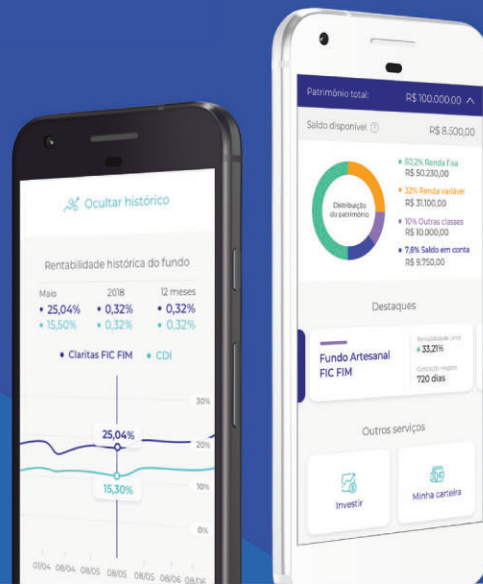 Ocultar histórico
Rentabilidade histórica do fundo
Maio 2018 12 meses
• 25,04% • 0,32% • 0,32%
• 15,50% • 0,32% • 0,32%
• Claritas FIC FIM • CDI
30%
25,04%
20%
15,30%
10%
0%
01/04 08/04 08/05 08/05 08/05 08/06 08/06
Patrimônio total: R$ 100.000,00
Saldo disponível ? R$ 8.500,00
• 50,2% Renda fixa
R$ 50.230,00
• 32% Renda variável
R$ 31.100,00
Distribuição
do patrimônio
• 10% Outras classes
R$ 10.000,00
• 7,8% Saldo em conta
R$ 9.750,00
Destaques
Fundo Artesanal
FIC FIM
33,21%
720 dias
Outros serviços
Investir
Minha carteira